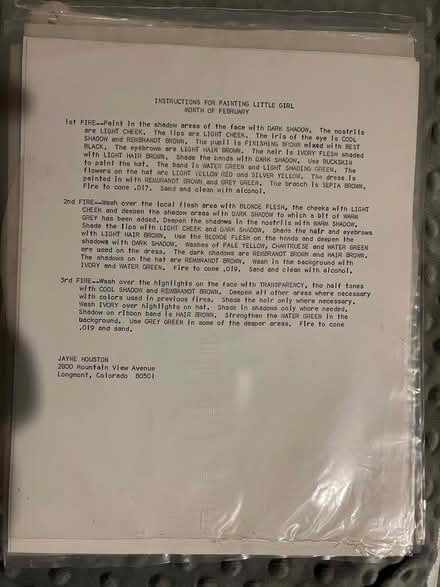 INSTRUCTIONS FOR PAINTING LITTLE GIRL
MONTH OF FEBRUARY
1st FIRE--Paint in the shadow areas of the face with DARK SHADOW. The nostrils
are LIGHT CHEEK. The lips are LIGHT CHEEK. The iris of the eye is COOL
SHADOW and REMBRANDT BROWN. The pupil is FINISHING BROWN mixed with BEST
BLACK. The eyebrows are LIGHT HAIR BROWN. The hair is IVORY FLESH shaded
with LIGHT HAIR BROWN. Shade the hands with DARK SHADOW. Use BUCKSKIN
to paint the hat. The band is WATER GREEN and LIGHT SHADING GREEN. The
flowers on the hat are LIGHT YELLOW RED and SILVER YELLOW. The dress is
painted in with REMBRANDT BROWN and GREY GREEN. The branch is SEPIA BROWN.
Fire to cone .017. Sand and clean with alcohol.
2nd FIRE--Wash over the local flesh area with BLONDE FLESH, the cheeks with LIGHT
CHEEK and deepen the shadow areas with DARK SHADOW to which a bit of WARM
GREY has been added. Deepen the shadows in the nostrils with WARM SHADOW.
Shade the lips with LIGHT CHEEK and DARK SHADOW. Shade the hair and eyebrows
with LIGHT HAIR BROWN. Use the BLONDE FLESH on the hands and deepen the
shadows with DARK SHADOW. Washes of PALE YELLOW, CHARTREUSE and WATER GREEN
are used on the dress. The dark shadows are REMBRANDT BROWN and HAIR BROWN.
The shadows on the hat are REMBRANDT BROWN. Wash in the background with
IVORY and WATER GREEN. Fire to cone .019. Sand and clean with alcohol.
3rd FIRE--Wash over the highlights on the face with TRANSPARENCY, the half tones
with COOL SHADOW and REMBRANDT BROWN. Deepen all other areas where necessary
with colors used in previous fires. Shade the hair only where necessary.
Wash IVORY over highlights on hat. Shade in shadows only where needed.
Shadow on ribbon band is HAIR BROWN. Strengthen the WATER GREEN in the
background. Use GREY GREEN in some of the deeper areas. Fire to cone
.019 and sand.
JAYNE HOUSTON
2800 Mountain View Avenue
Longmont, Colorado 80501